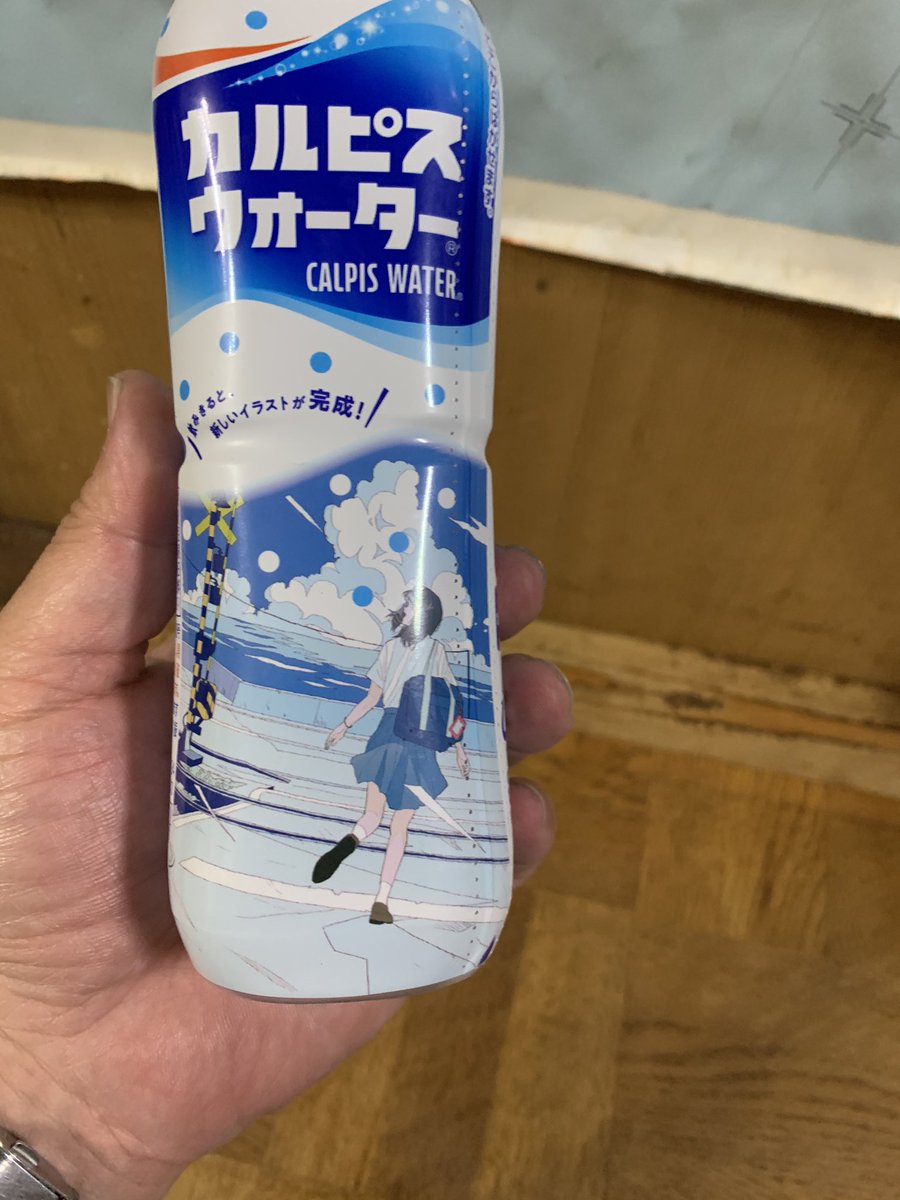 カルピス
ウォーター®
CALPIS WATER®
飲みきると、
新しいイラストが完成！